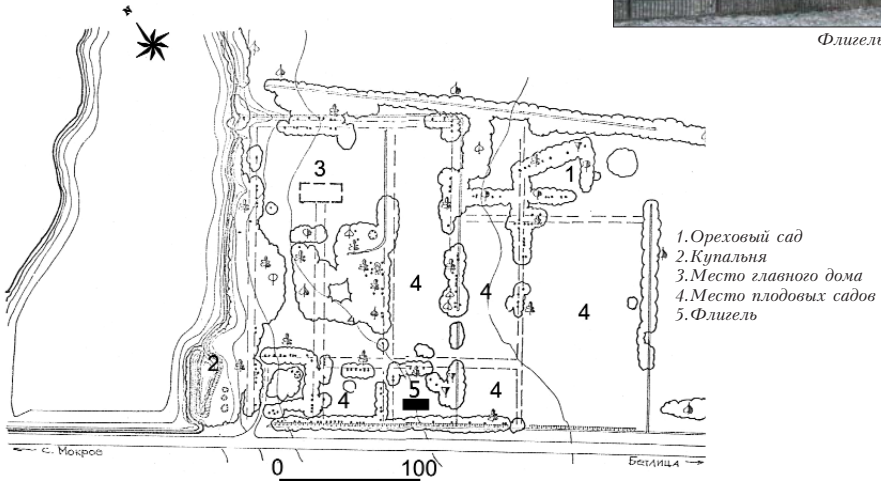 Флигель
N
3
1
1.Ореховый сад
2.Купальня
3.Место главного дома
4.Место плодовых садов
5.Флигель
4
4
4
2
5
4
4
с. Мокрое
Бетлица
0 100